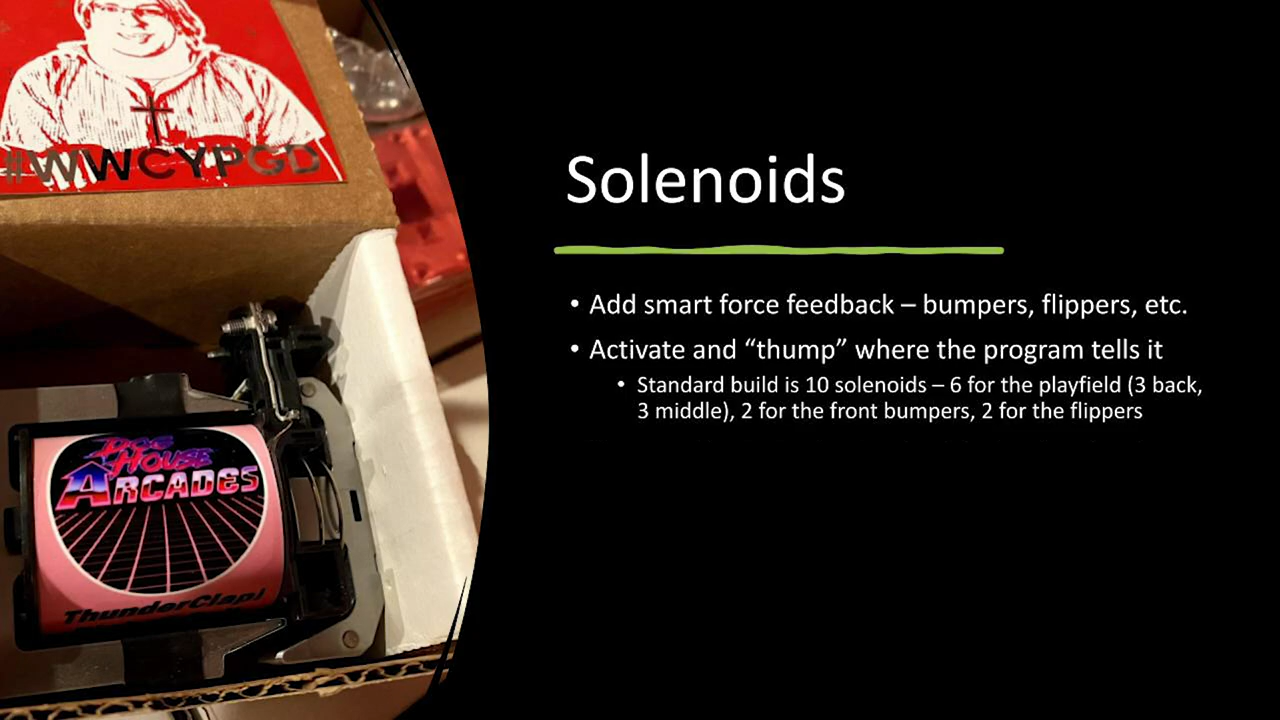 #WWCYPGD
Solenoids
• Add smart force feedback – bumpers, flippers, etc.
• Activate and “thump” where the program tells it
• Standard build is 10 solenoids – 6 for the playfield (3 back,
3 middle), 2 for the front bumpers, 2 for the flippers
DOG
HOUSE
ARCADES
ThunderClap!